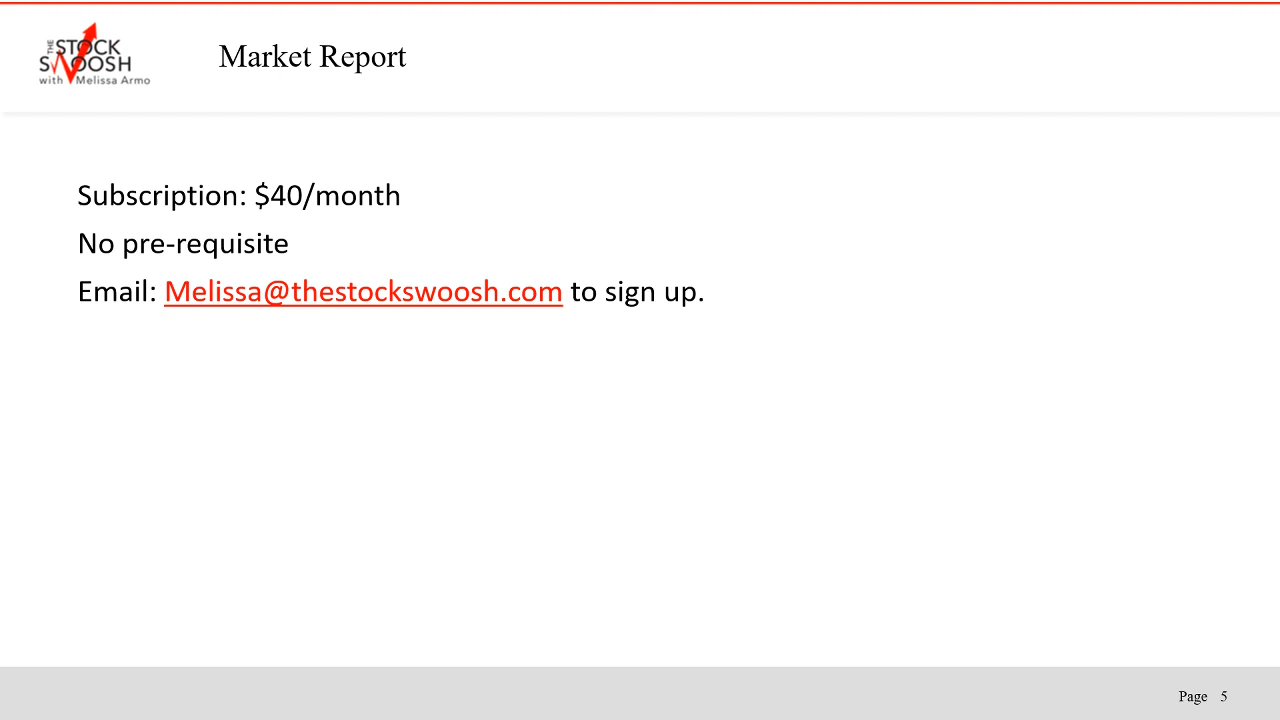 THE STOCK
SWOOSH
with Melissa Armo
Market Report
Subscription: $40/month
No pre-requisite
Email: Melissa@thestockswoosh.com to sign up.
Page 5